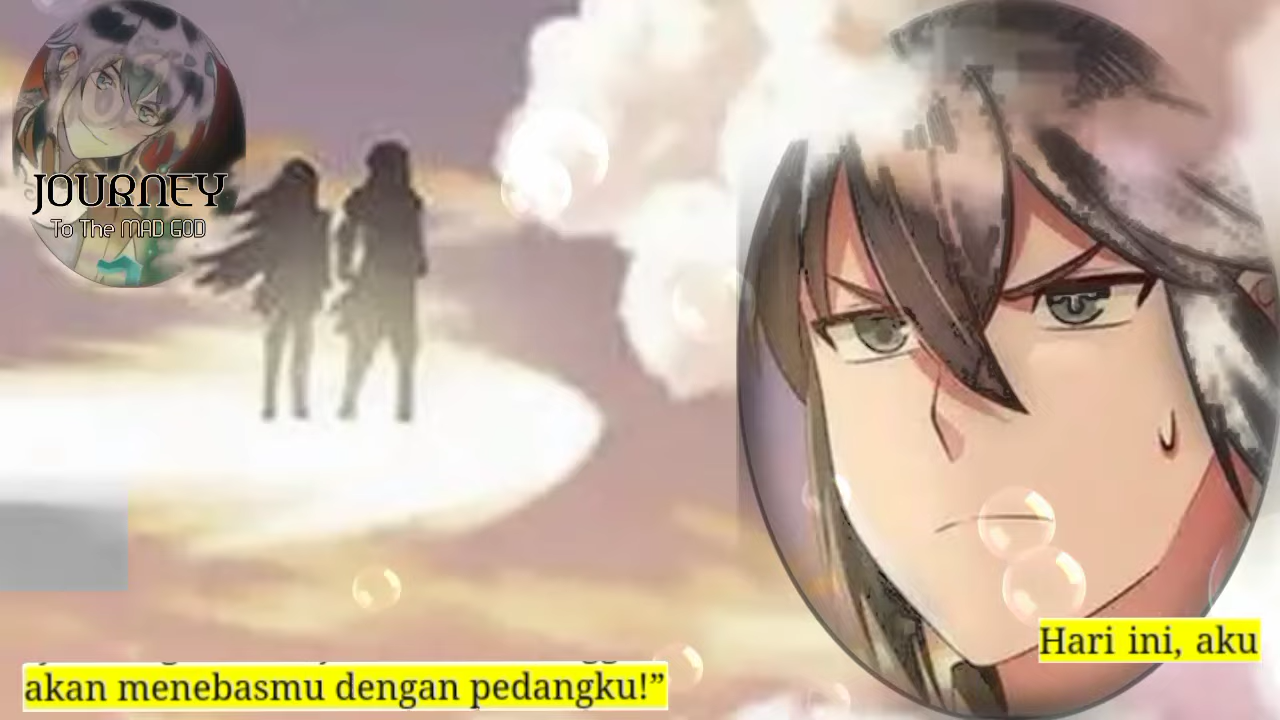 JOURNEY
To The MAD GOD
Hari ini, aku
akan menebasmu dengan pedangku!”